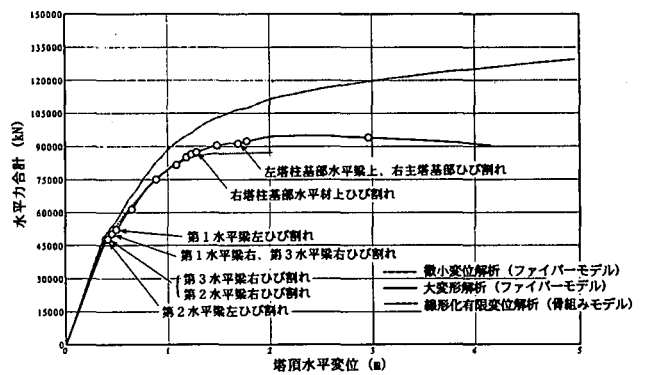 150000
135000
120000
105000
90000
75000
60000
45000
30000
15000
0
1
2
3
4
5
水平力合計 (kN)
塔頂水平変位 (m)
左塔柱基部水平梁上、右主塔基部ひび割れ
右塔柱基部水平材上ひび割れ
第1水平梁左ひび割れ
第1水平梁右、第3水平梁右ひび割れ
第3水平梁右ひび割れ
第2水平梁右ひび割れ
第2水平梁左ひび割れ
微小変位解析 (ファイバーモデル)
大変形解析 (ファイバーモデル)
線形化有限変位解析 (骨組みモデル)